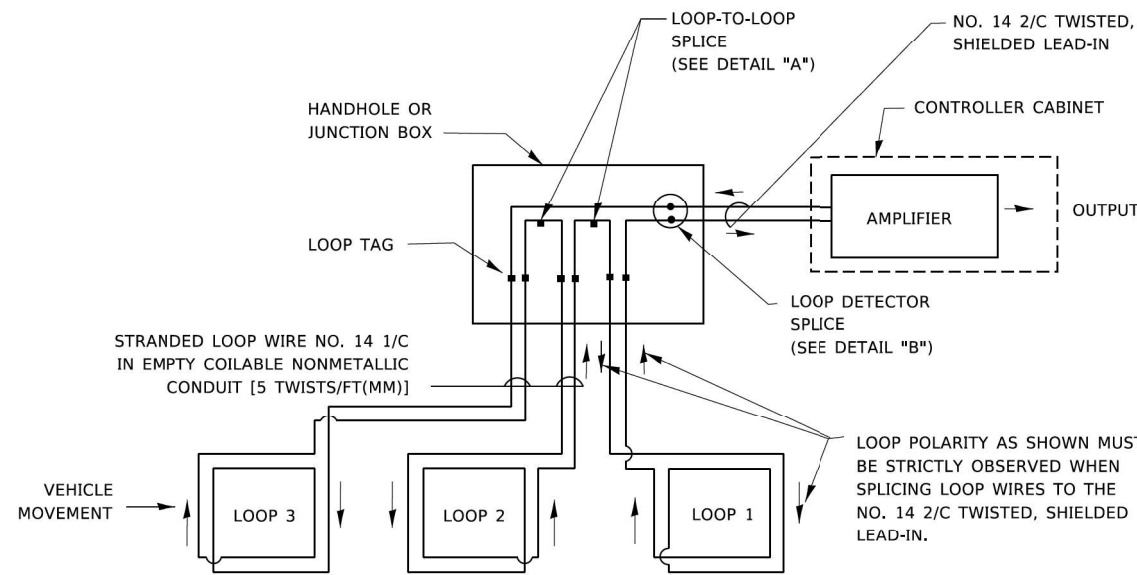 LOOP-TO-LOOP
SPLICE
(SEE DETAIL "A")
NO. 14 2/C TWISTED,
SHIELDED LEAD-IN
HANDHOLE OR
JUNCTION BOX
CONTROLLER CABINET
AMPLIFIER
OUTPUT
LOOP TAG
LOOP DETECTOR
SPLICE
(SEE DETAIL "B")
STRANDED LOOP WIRE NO. 14 1/C
IN EMPTY COILABLE NONMETALLIC
CONDUIT [5 TWISTS/FT(MM)]
LOOP POLARITY AS SHOWN MUST
BE STRICTLY OBSERVED WHEN
SPLICING LOOP WIRES TO THE
NO. 14 2/C TWISTED, SHIELDED
LEAD-IN.
VEHICLE
MOVEMENT
LOOP 3
LOOP 2
LOOP 1